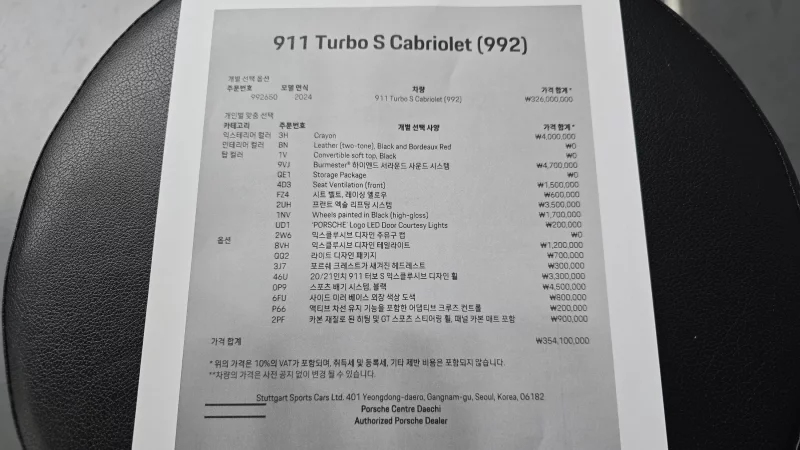 911 Turbo S Cabriolet (992)
개별 선택 옵션
주문번호 모델 연식 차량 가격 합계*
992650 2024 911 Turbo S Cabriolet (992) ₩326,000,000
개인별 맞춤 선택
카테고리 주문번호 개별 선택 사양 가격 합계*
익스테리어 컬러 3H Crayon ₩4,000,000
인테리어 컬러 8N Leather (two-tone), Black and Bordeaux Red ₩0
탑 컬러 1V Convertible soft top, Black ₩0
9VJ Burmester® 하이엔드 서라운드 사운드 시스템 ₩4,700,000
QE1 Storage Package ₩0
4D3 Seat Ventilation (front) ₩1,500,000
FZ4 시트 벨트, 레이싱 옐로우 ₩600,000
2UH 프런트 액슬 리프팅 시스템 ₩3,500,000
1NV Wheels painted in Black (high-gloss) ₩1,700,000
UD1 'PORSCHE' Logo LED Door Courtesy Lights ₩200,000
2W6 익스클루시브 디자인 주유구 캡 ₩0
옵션 8VH 익스클루시브 디자인 테일라이트 ₩1,200,000
QQ2 라이트 디자인 패키지 ₩700,000
3J7 포르쉐 크레스트가 새겨진 헤드레스트 ₩300,000
46U 20/21인치 911 터보 S 익스클루시브 디자인 휠 ₩3,300,000
0P9 스포츠 배기 시스템, 블랙 ₩4,500,000
6FU 사이드 미러 베이스 외장 색상 도색 ₩800,000
P66 액티브 차선 유지 기능을 포함한 어댑티브 크루즈 컨트롤 ₩200,000
2PF 카본 재질로 된 히팅 및 GT 스포츠 스티어링 휠, 패널 카본 매트 포함 ₩900,000
가격 합계 ₩354,100,000
* 위의 가격은 10%의 VAT가 포함되며, 취득세 및 등록세, 기타 제반 비용은 포함되지 않습니다.
**차량의 가격은 사전 공지 없이 변경 될 수 있습니다.
Stuttgart Sports Cars Ltd. 401 Yeongdong-daero, Gangnam-gu, Seoul, Korea, 06182
Porsche Centre Daechi
Authorized Porsche Dealer